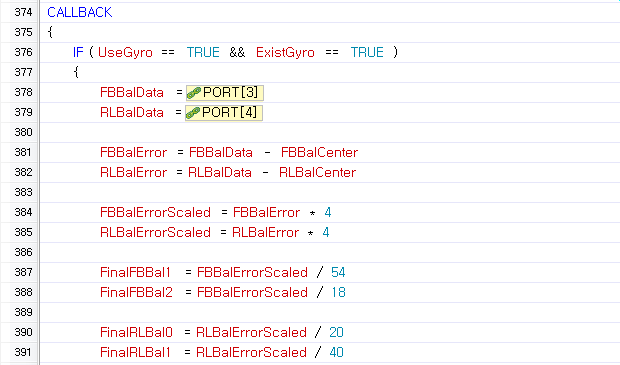 374 CALLBACK
375 {
376 IF ( UseGyro == TRUE && ExistGyro == TRUE )
377 {
378 FBBalData = PORT[3]
379 RLBalData = PORT[4]
380
381 FBBalError = FBBalData - FBBalCenter
382 RLBalError = RLBalData - RLBalCenter
383
384 FBBalErrorScaled = FBBalError * 4
385 RLBalErrorScaled = RLBalError * 4
386
387 FinalFBBal1 = FBBalErrorScaled / 54
388 FinalFBBal2 = FBBalErrorScaled / 18
389
390 FinalRLBal0 = RLBalErrorScaled / 20
391 FinalRLBal1 = RLBalErrorScaled / 40